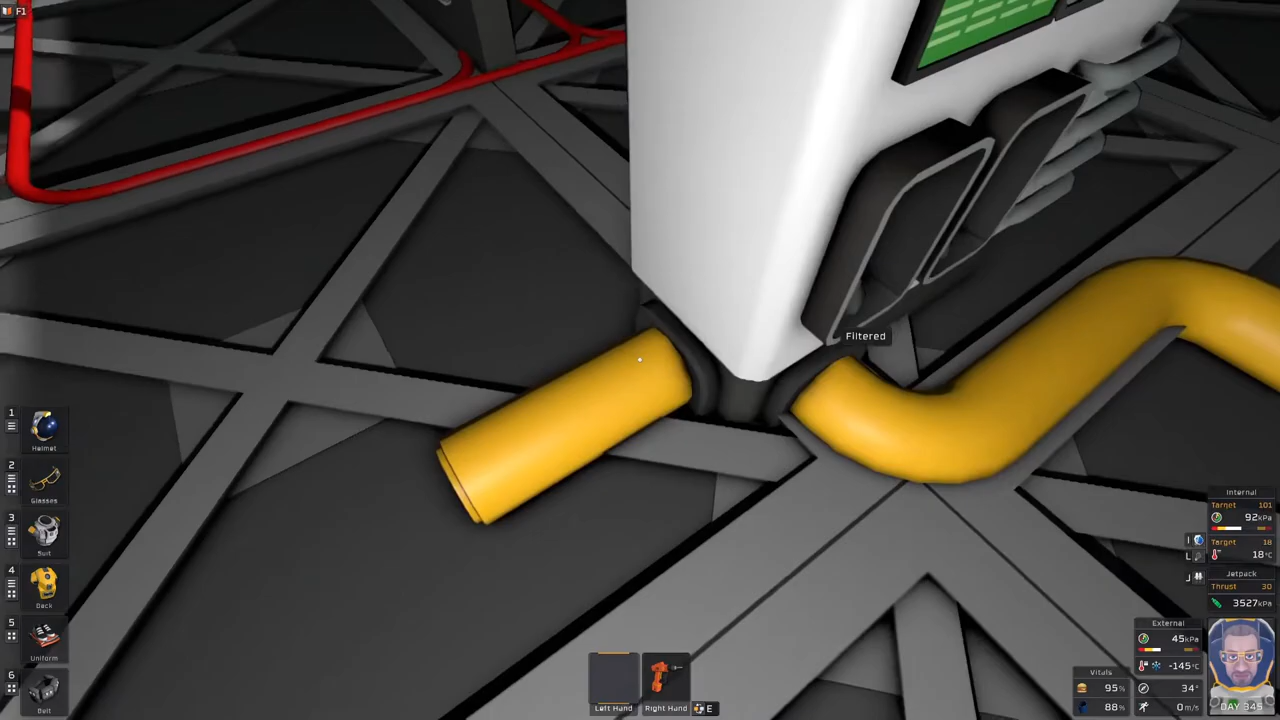 F1
Filtered
1
Helmet
2
Glasses
3
Suit
4
Back
5
Uniform
6
Belt
Left Hand
Right Hand
E
Internal
Target 101
92kPa
Target 18
18°C
Jetpack
Thrust 30
3527kPa
External
45kPa
-145°C
34°
0m/s
Vitals
95%
88%
DAY 345
I
L
J